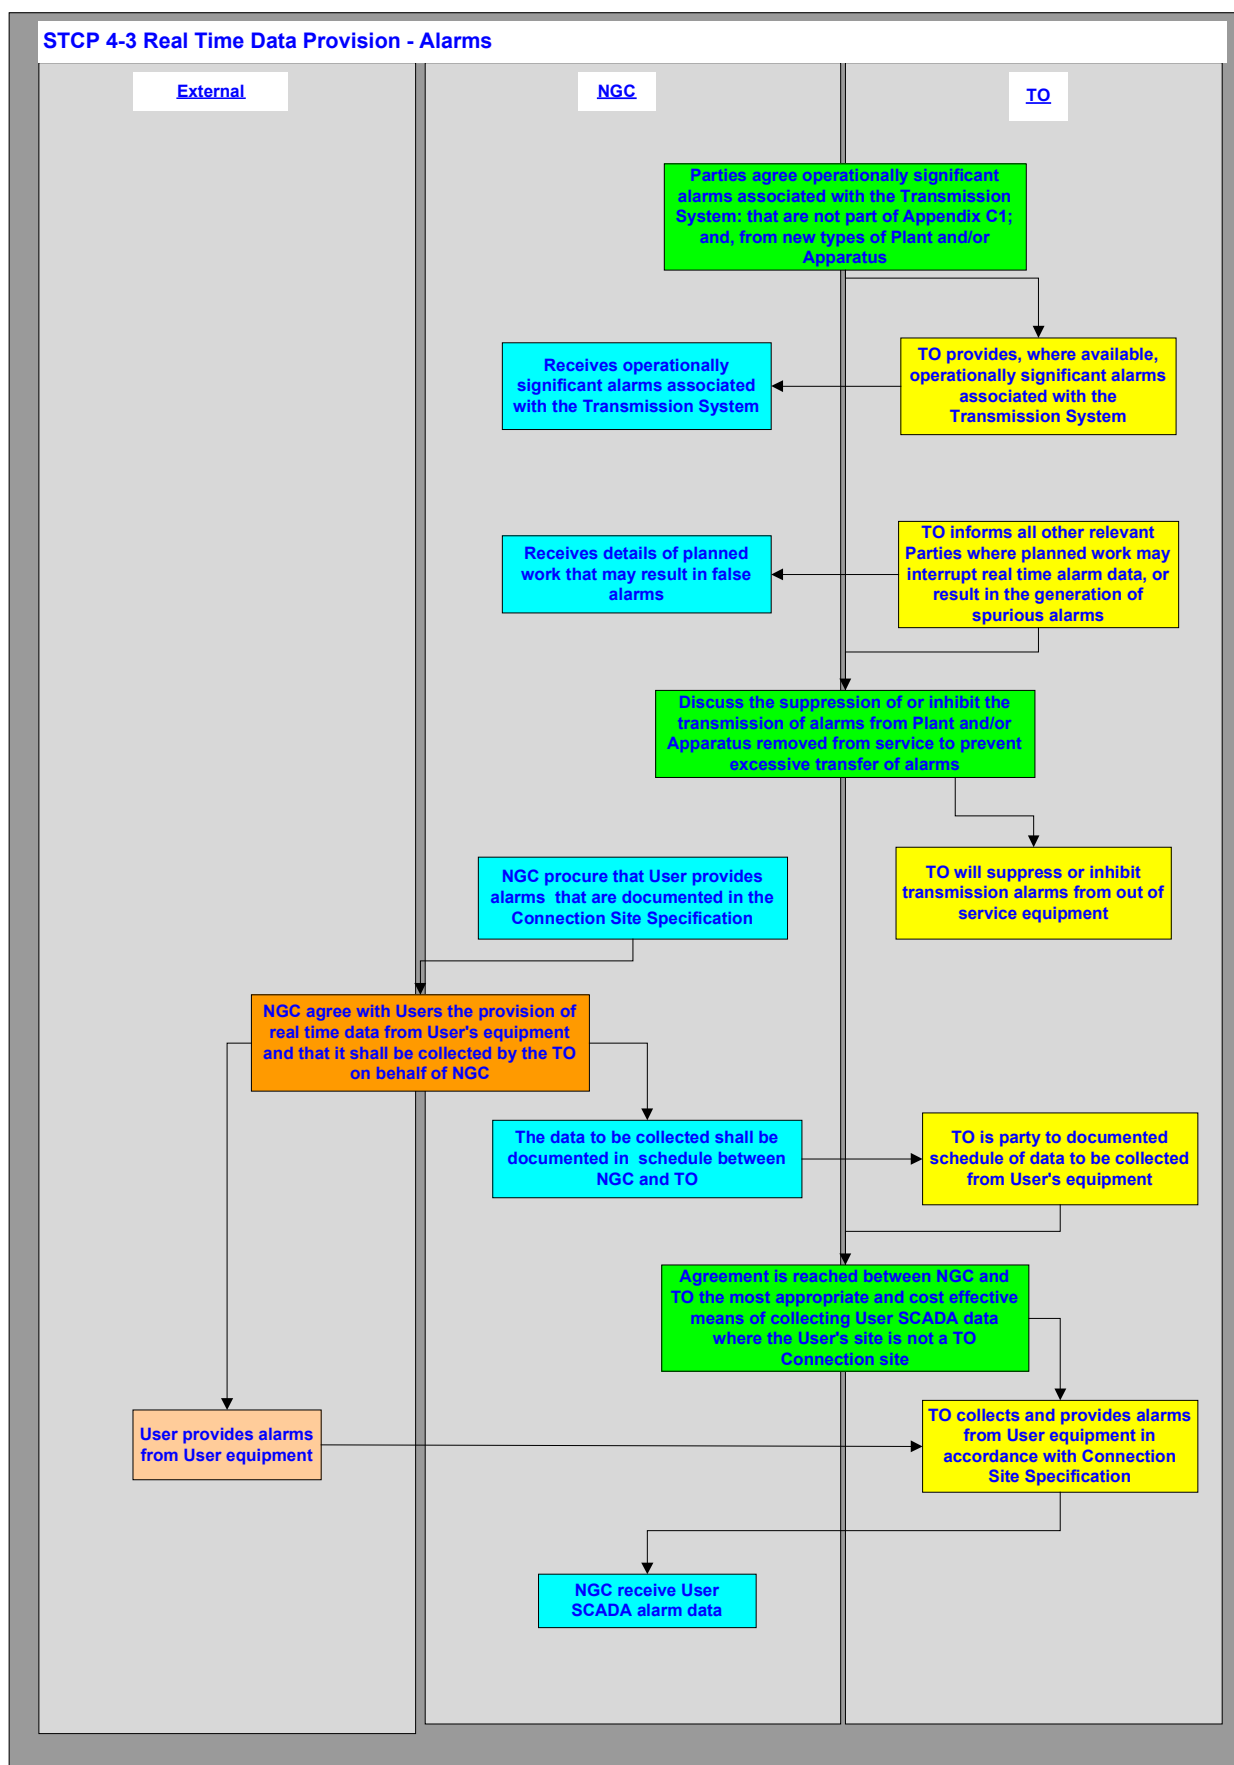 STCP 4-3 Real Time Data Provision - Alarms
External
NGC
TO
Parties agree operationally significant
alarms associated with the Transmission
System: that are not part of Appendix C1;
and, from new types of Plant and/or
Apparatus
Receives operationally
significant alarms associated
with the Transmission System
TO provides, where available,
operationally significant alarms
associated with the
Transmission System
Receives details of planned
work that may result in false
alarms
TO informs all other relevant
Parties where planned work may
interrupt real time alarm data, or
result in the generation of
spurious alarms
Discuss the suppression of or inhibit the
transmission of alarms from Plant and/or
Apparatus removed from service to prevent
excessive transfer of alarms
NGC procure that User provides
alarms that are documented in the
Connection Site Specification
TO will suppress or inhibit
transmission alarms from out of
service equipment
NGC agree with Users the provision of
real time data from User's equipment
and that it shall be collected by the TO
on behalf of NGC
The data to be collected shall be
documented in schedule between
NGC and TO
TO is party to documented
schedule of data to be collected
from User's equipment
Agreement is reached between NGC and
TO the most appropriate and cost effective
means of collecting User SCADA data
where the User's site is not a TO
Connection site
User provides alarms
from User equipment
TO collects and provides alarms
from User equipment in
accordance with Connection
Site Specification
NGC receive User
SCADA alarm data